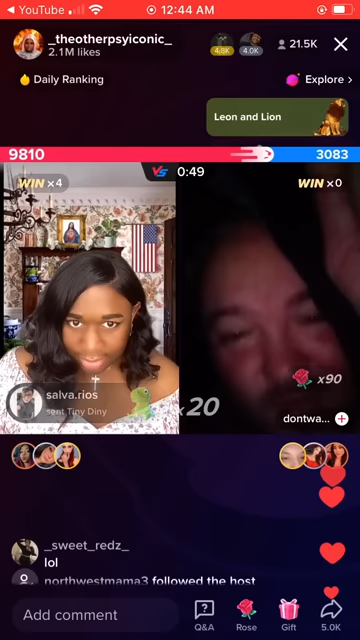 YouTube
12:44 AM
_theotherpsyiconic_
2.1M likes
4.8K
4.0K
21.5K
Daily Ranking
Explore >
Leon and Lion
9810
3083
VS
0:49
WIN x4
WIN x0
salva.rios
sent Tiny Diny
x20
x90
dontwa...
_sweet_redz_
lol
northwestmama3 followed the host
Add comment
Q&A
Rose
Gift
5.0K